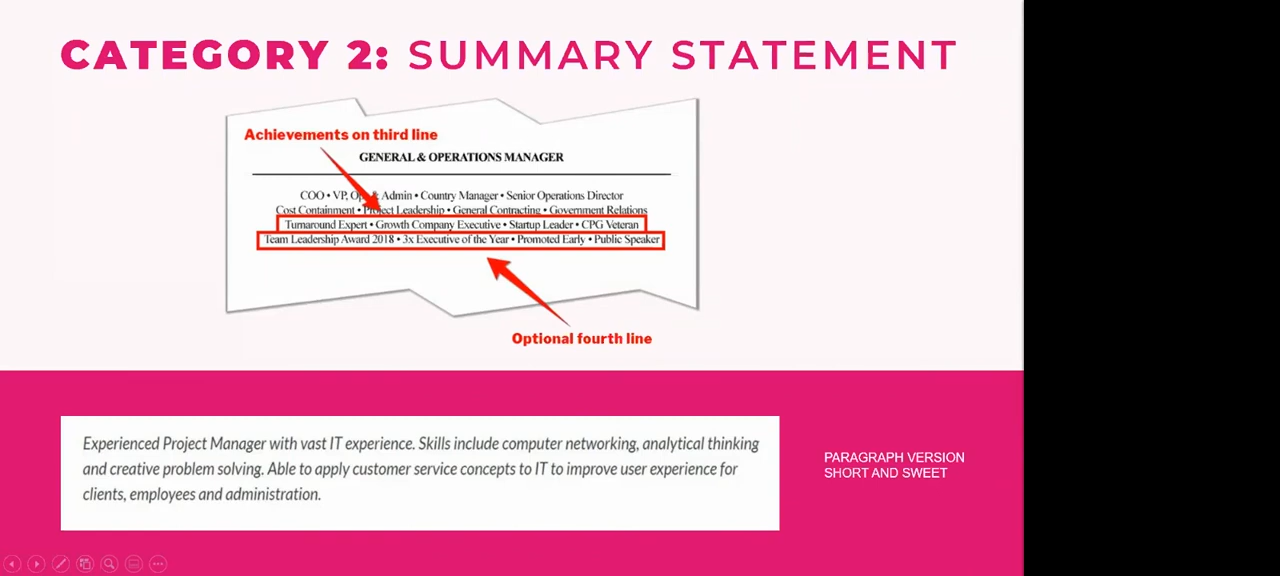 CATEGORY 2: SUMMARY STATEMENT
Achievements on third line
GENERAL & OPERATIONS MANAGER
COO • VP, Op & Admin • Country Manager • Senior Operations Director
Cost Containment • Project Leadership • General Contracting • Government Relations
Turnaround Expert • Growth Company Executive • Startup Leader • CPG Veteran
Team Leadership Award 2018 • 3x Executive of the Year • Promoted Early • Public Speaker
Optional fourth line
Experienced Project Manager with vast IT experience. Skills include computer networking, analytical thinking
and creative problem solving. Able to apply customer service concepts to IT to improve user experience for
clients, employees and administration.
PARAGRAPH VERSION
SHORT AND SWEET